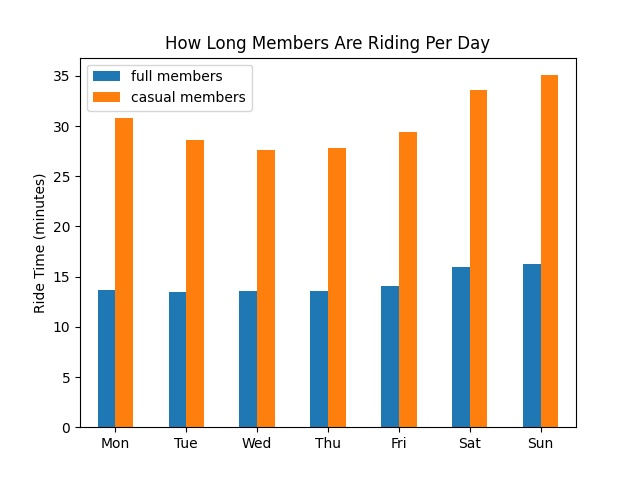 How Long Members Are Riding Per Day
full members
casual members
Ride Time (minutes)
35
30
25
20
15
10
5
0
Mon Tue Wed Thu Fri Sat Sun